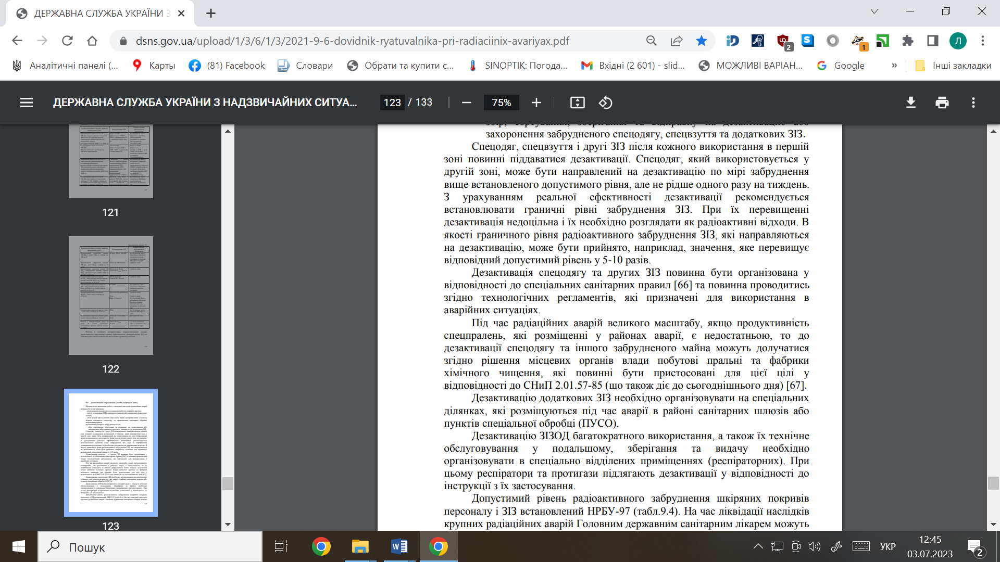 ДЕРЖАВНА СЛУЖБА УКРАЇНИ З
dsns.gov.ua/upload/1/3/6/1/3/2021-9-6-dovidnik-ryatuvalnika-pri-radiaciinix-avariyax.pdf
2
1
Л
Аналітичні панелі (...
Карты
(81) Facebook
Словари
Обрати та купити с...
SINOPTIK: Погода...
Вхідні (2 601) - slid...
МОЖЛИВІ ВАРІАН...
Google
»
Інші закладки
ДЕРЖАВНА СЛУЖБА УКРАЇНИ З НАДЗВИЧАЙНИХ СИТУА...
123 / 133
75%
121
122
123
захоронення забрудненого спецодягу, спецвзуття та додаткових ЗІЗ.
Спецодяг, спецвзуття і другі ЗІЗ після кожного використання в першій
зоні повинні піддаватися дезактивації. Спецодяг, який використовується у
другій зоні, може бути направлений на дезактивацію по мірі забруднення
вище встановленого допустимого рівня, але не рідше одного разу на тиждень.
З урахуванням реальної ефективності дезактивації рекомендується
встановлювати граничні рівні забруднення ЗІЗ. При їх перевищенні
дезактивація недоцільна і їх необхідно розглядати як радіоактивні відходи. В
якості граничного рівня радіоактивного забруднення ЗІЗ, які направляються
на дезактивацію, може бути прийнято, наприклад, значення, яке перевищує
відповідний допустимий рівень у 5-10 разів.
Дезактивація спецодягу та других ЗІЗ повинна бути організована у
відповідності до спеціальних санітарних правил [66] та повинна проводитись
згідно технологічних регламентів, які призначені для використання в
аварійних ситуаціях.
Під час радіаційних аварій великого масштабу, якщо продуктивність
спецпралень, які розміщенні у районах аварії, є недостатньою, то до
дезактивації спецодягу та іншого забрудненого майна можуть долучатися
згідно рішення місцевих органів влади побутові пральні та фабрики
хімічного чищення, які повинні бути пристосовані для цієї цілі у
відповідності до СНиП 2.01.57-85 (що також діє до сьогоднішнього дня) [67].
Дезактивацію додаткових ЗІЗ необхідно організовувати на спеціальних
ділянках, які розміщуються під час аварії в районі санітарних шлюзів або
пунктів спеціальної обробці (ПУСО).
Дезактивацію ЗІЗОД багатократного використання, а також їх технічне
обслуговування у подальшому, зберігання та видачу необхідно
організовувати в спеціально відділених приміщеннях (респіраторних). При
цьому респіратори та протигази підлягають дезактивації у відповідності до
інструкції з їх застосування.
Допустимий рівень радіоактивного забруднення шкіряних покривів
персоналу і ЗІЗ встановлений НРБУ-97 (табл.9.4). На час ліквідації наслідків
крупних радіаційних аварій Головним державним санітарним лікарем можуть
Пошук
УКР
12:45
03.07.2023
2